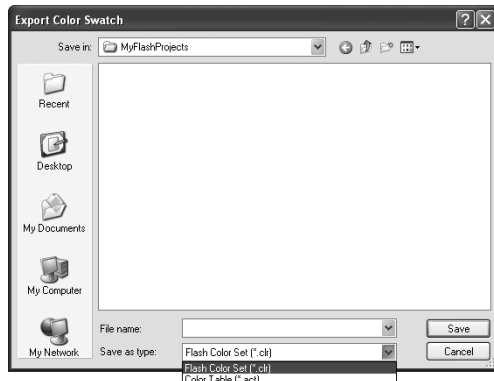 Export Color Swatch
Save in: MyFlashProjects
Recent
Desktop
My Documents
My Computer
My Network
File name:
Save
Save as type: Flash Color Set (*.clr)
Cancel
Flash Color Set (*.clr)
Color Table (*.act)